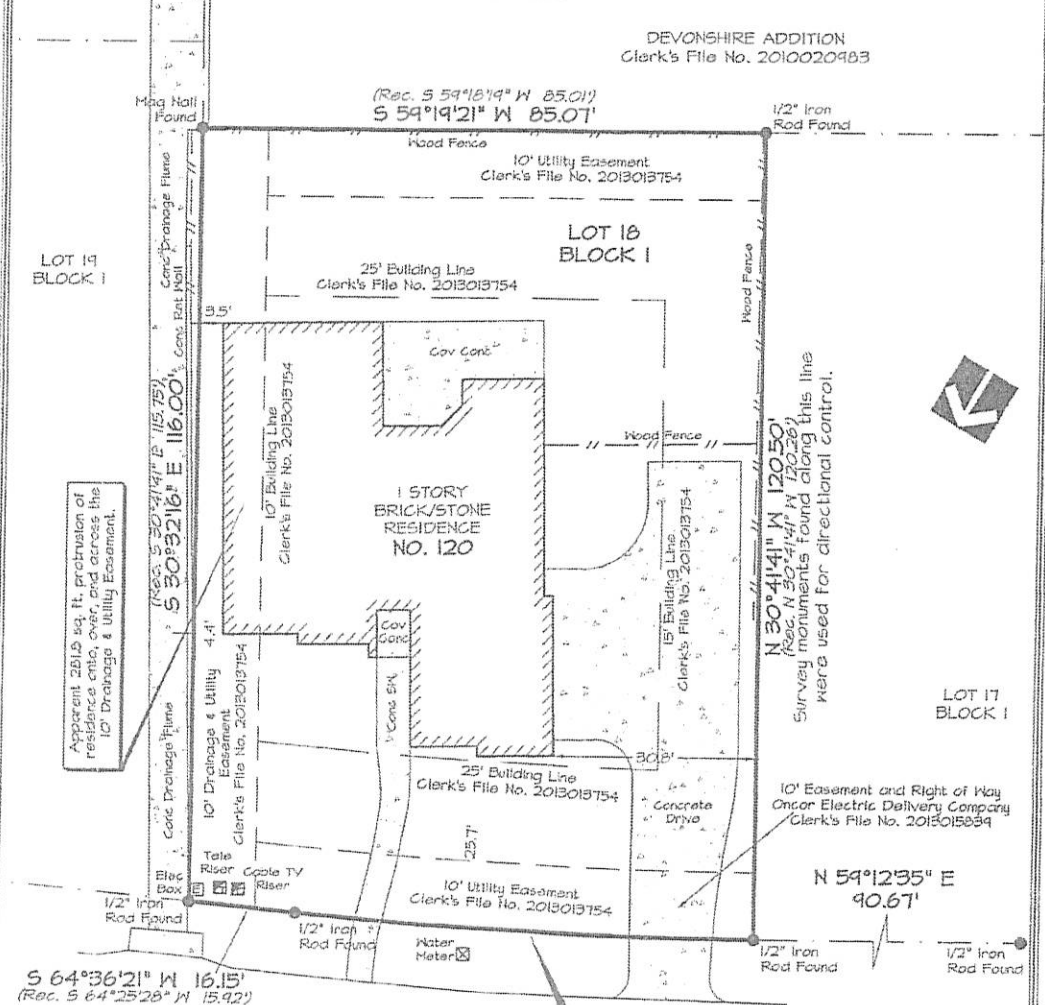 DEVONSHIRE ADDITION
Clerk's File No. 2010020983
(Rec. S 59°18'19" W 85.01')
S 59°19'21" W 85.07'
Mag Nail
Found
1/2" Iron
Rod Found
Wood Fence
10' Utility Easement
Clerk's File No. 2013013754
LOT 18
BLOCK 1
LOT 19
BLOCK 1
Conc Drainage Flume
Conc Ret Wall
25' Building Line
Clerk's File No. 2013013754
Wood Fence
3.5'
Cov Conc
(Rec. S 30°41'41" E 115.75')
S 30°32'16" E 116.00'
10' Building Line
Clerk's File No. 2013013754
Wood Fence
N 30°41'41" W 120.50'
(Rec. N 30°41'41" W 120.26')
Survey monuments found along this line
were used for directional control.
1 STORY
BRICK/STONE
RESIDENCE
NO. 120
15' Building Line
Clerk's File No. 2013013754
Apparent 281.8 sq. ft. protrusion of
residence onto, over, and across the
10' Drainage & Utility Easement.
4.4'
Cov
Conc
Conc SW
LOT 17
BLOCK 1
Conc Drainage Flume
10' Drainage & Utility
Easement
Clerk's File No. 2013013754
30.8'
25' Building Line
Clerk's File No. 2013013754
Concrete
Drive
10' Easement and Right of Way
Oncor Electric Delivery Company
Clerk's File No. 2013015839
25.7'
Elec
Box
Tele
Riser
Cable TV
Riser
10' Utility Easement
Clerk's File No. 2013013754
N 59°12'35" E
90.67'
1/2" Iron
Rod Found
1/2" Iron
Rod Found
Water
Meter
1/2" Iron
Rod Found
1/2" Iron
Rod Found
S 64°36'21" W 16.15'
(Rec. S 64°25'28" W 15.92')